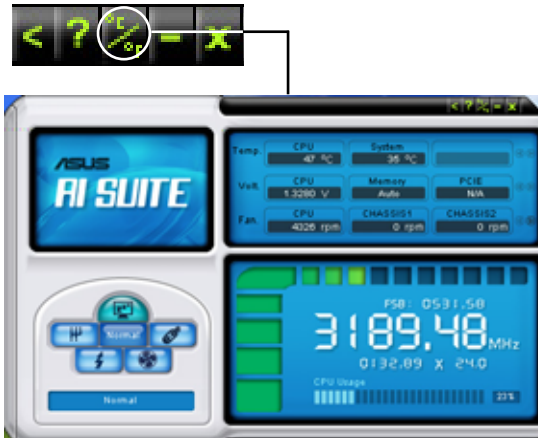 < ? °C/°F - x
< ? °C/°F - x
ASUS
AI SUITE
Temp. CPU System
47 °C 35 °C
Volt. CPU Memory PCIE
1.3280 V Auto N/A
Fan. CPU CHASSIS1 CHASSIS2
4326 rpm 0 rpm 0 rpm
Normal
Normal
FSB: 0531.58
3189.48 MHz
0132.89 X 24.0
CPU Usage
23%